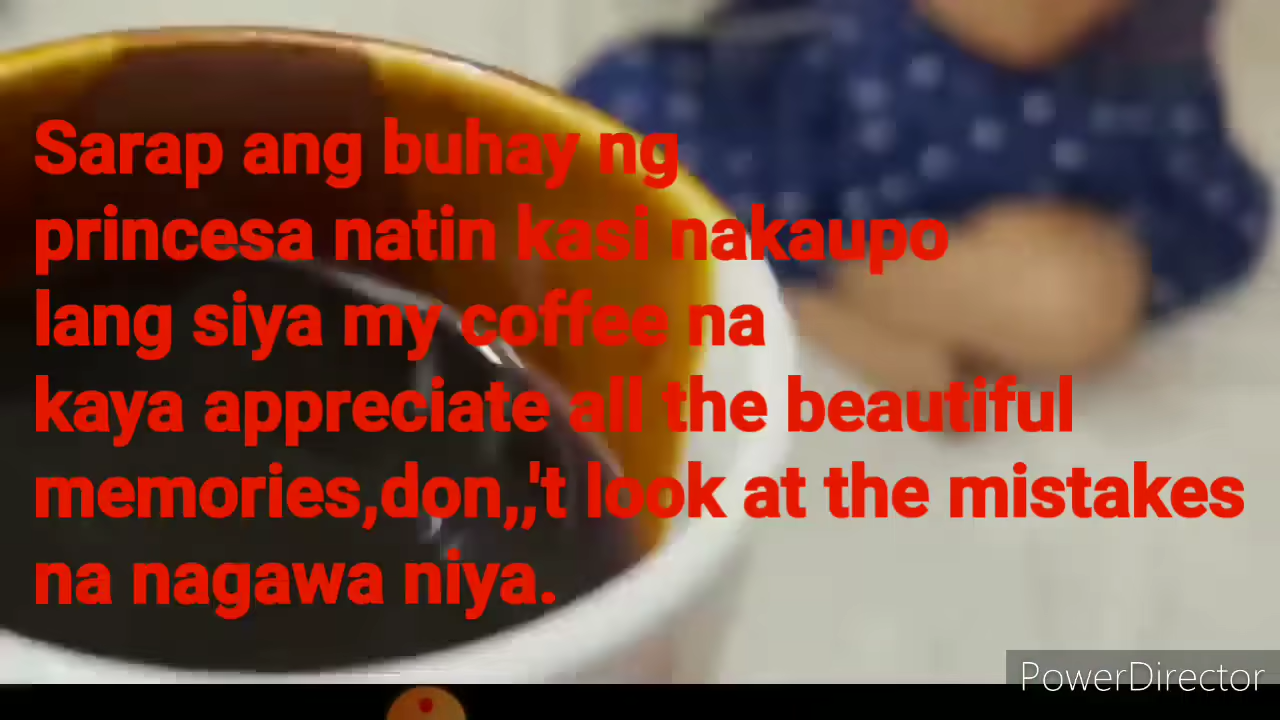 Sarap ang buhay ng
princesa natin kasi nakaupo
lang siya my coffee na
kaya appreciate all the beautiful
memories,don,,'t look at the mistakes
na nagawa niya.
PowerDirector